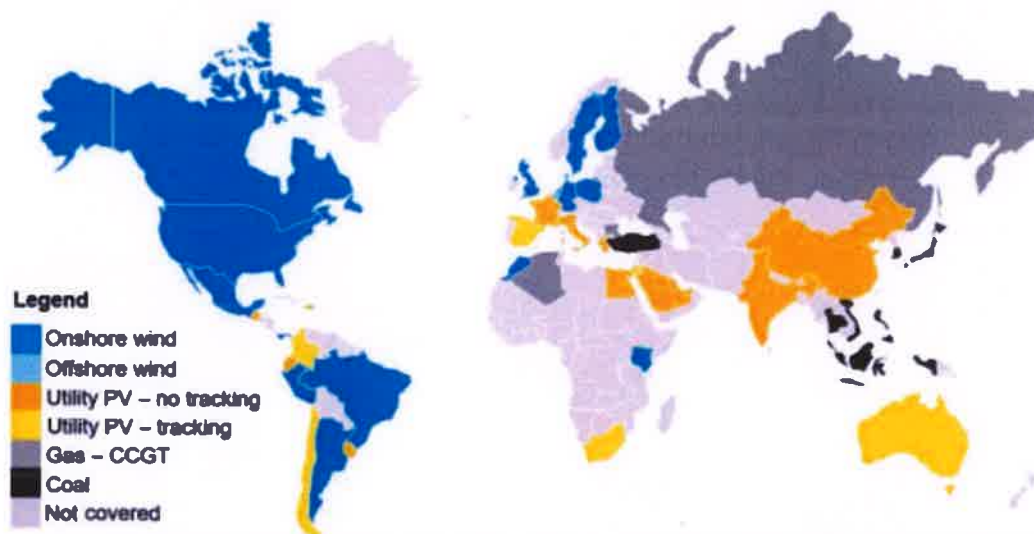 Legend
Onshore wind
Offshore wind
Utility PV – no tracking
Utility PV – tracking
Gas – CCGT
Coal
Not covered